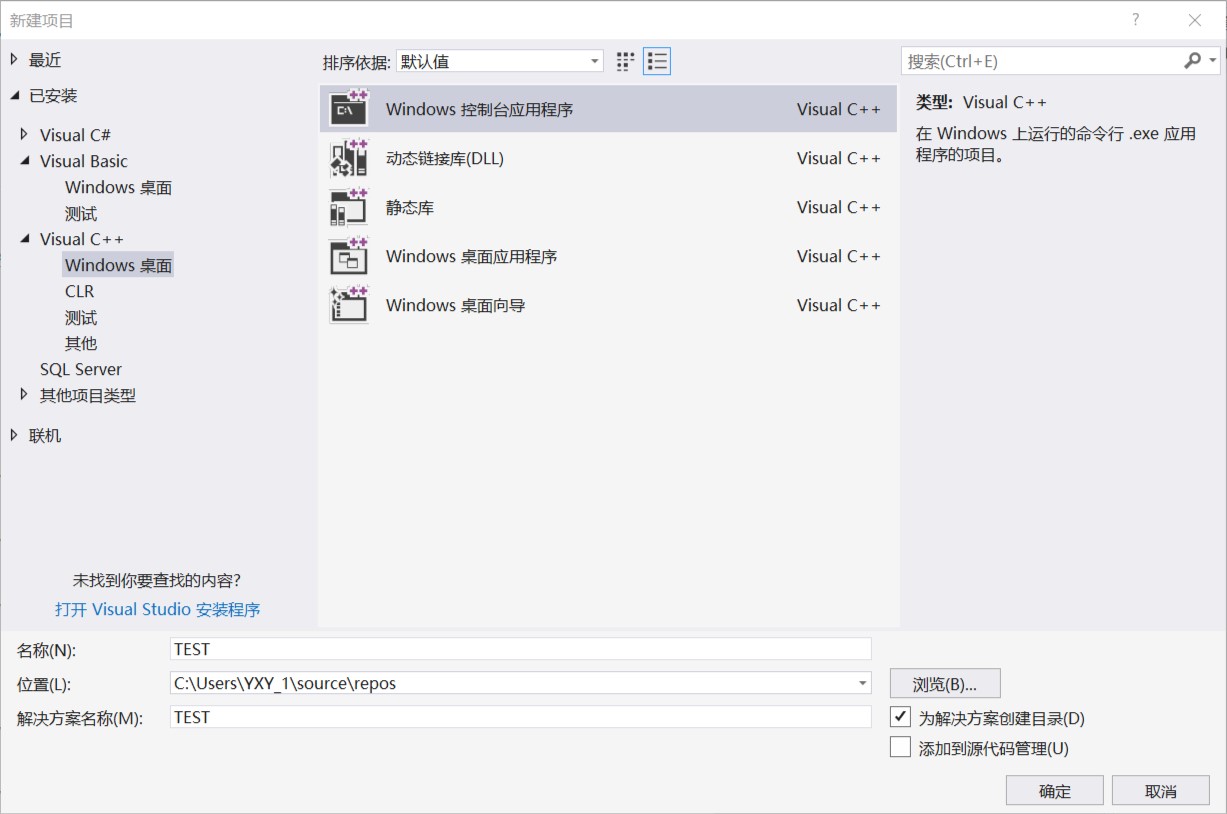 新建项目
最近
已安装
Visual C#
Visual Basic
Windows 桌面
测试
Visual C++
Windows 桌面
CLR
测试
其他
SQL Server
其他项目类型
联机
未找到你要查找的内容?
打开 Visual Studio 安装程序
排序依据: 默认值
Windows 控制台应用程序 Visual C++
动态链接库(DLL) Visual C++
静态库 Visual C++
Windows 桌面应用程序 Visual C++
Windows 桌面向导 Visual C++
搜索(Ctrl+E)
类型: Visual C++
在 Windows 上运行的命令行 .exe 应用
程序的项目。
名称(N): TEST
位置(L): C:\Users\YXY_1\source\repos
浏览(B)...
解决方案名称(M): TEST
为解决方案创建目录(D)
添加到源代码管理(U)
确定 取消